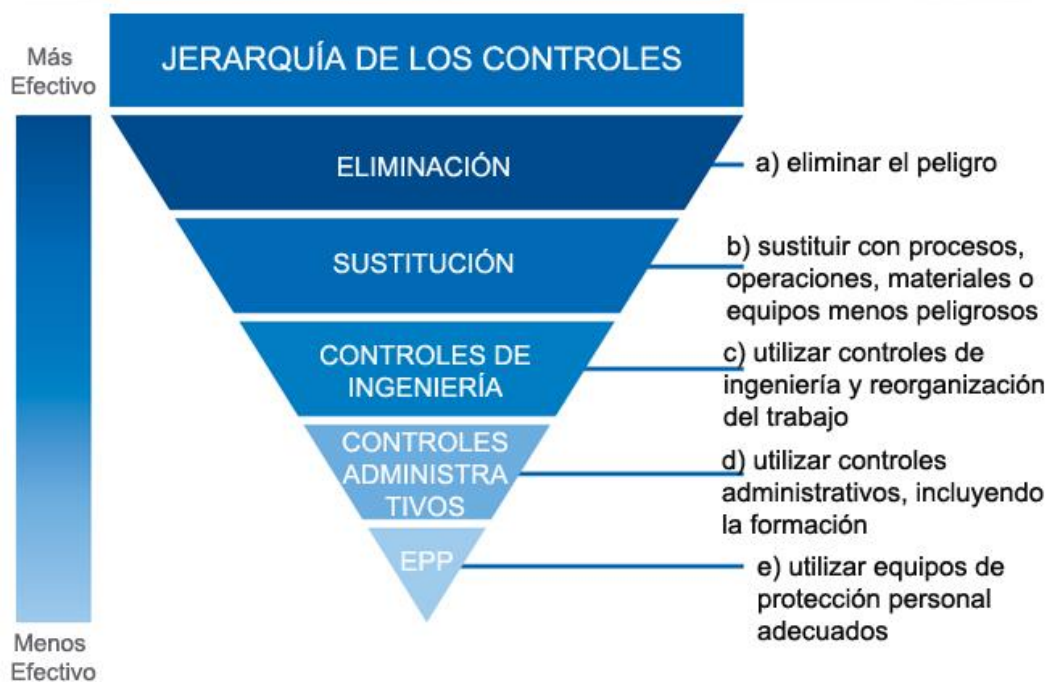 JERARQUÍA DE LOS CONTROLES
Más
Efectivo
ELIMINACIÓN
a) eliminar el peligro
SUSTITUCIÓN
b) sustituir con procesos,
operaciones, materiales o
equipos menos peligrosos
CONTROLES DE
INGENIERÍA
c) utilizar controles de
ingeniería y reorganización
del trabajo
CONTROLES
ADMINISTRA
TIVOS
d) utilizar controles
administrativos, incluyendo
la formación
EPP
e) utilizar equipos de
protección personal
adecuados
Menos
Efectivo